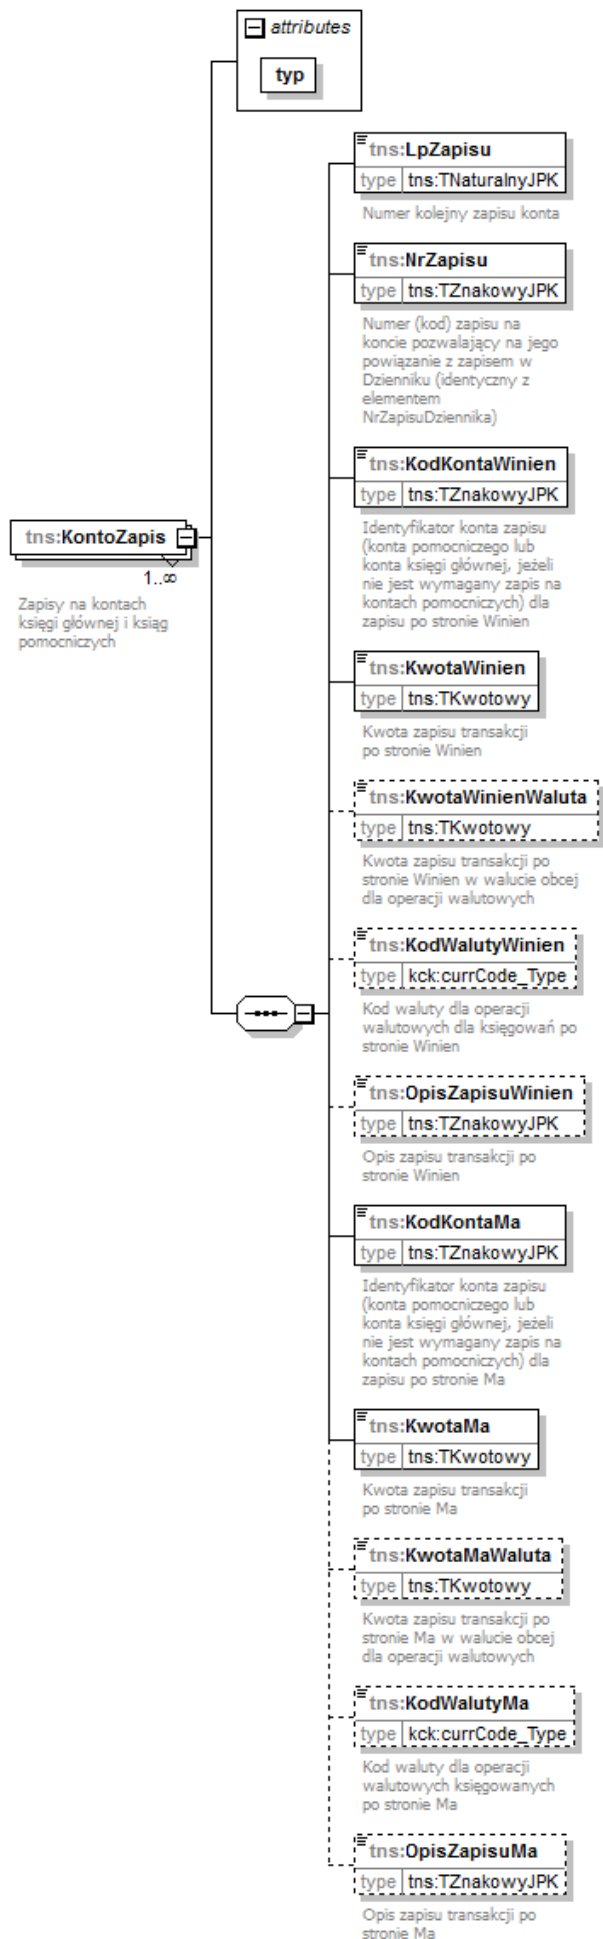 attributes
typ
tns:LpZapisu
type tns:TNaturalnyJPK
Numer kolejny zapisu konta
tns:NrZapisu
type tns:TZnakowyJPK
Numer (kod) zapisu na
koncie pozwalający na jego
powiązanie z zapisem w
Dzienniku (identyczny z
elementem
NrZapisuDziennika)
tns:KodKontaWinien
type tns:TZnakowyJPK
Identyfikator konta zapisu
(konta pomocniczego lub
konta księgi głównej, jeżeli
nie jest wymagany zapis na
kontach pomocniczych) dla
zapisu po stronie Winien
tns:KontoZapis
1..∞
Zapisy na kontach
księgi głównej i ksiąg
pomocniczych
tns:KwotaWinien
type tns:TKwotowy
Kwota zapisu transakcji
po stronie Winien
tns:KwotaWinienWaluta
type tns:TKwotowy
Kwota zapisu transakcji po
stronie Winien w walucie obcej
dla operacji walutowych
tns:KodWalutyWinien
type kck:currCode_Type
Kod waluty dla operacji
walutowych dla księgowań po
stronie Winien
tns:OpisZapisuWinien
type tns:TZnakowyJPK
Opis zapisu transakcji po
stronie Winien
tns:KodKontaMa
type tns:TZnakowyJPK
Identyfikator konta zapisu
(konta pomocniczego lub
konta księgi głównej, jeżeli
nie jest wymagany zapis na
kontach pomocniczych) dla
zapisu po stronie Ma
tns:KwotaMa
type tns:TKwotowy
Kwota zapisu transakcji
po stronie Ma
tns:KwotaMaWaluta
type tns:TKwotowy
Kwota zapisu transakcji po
stronie Ma w walucie obcej
dla operacji walutowych
tns:KodWalutyMa
type kck:currCode_Type
Kod waluty dla operacji
walutowych księgowanych
po stronie Ma
tns:OpisZapisuMa
type tns:TZnakowyJPK
Opis zapisu transakcji po
stronie Ma